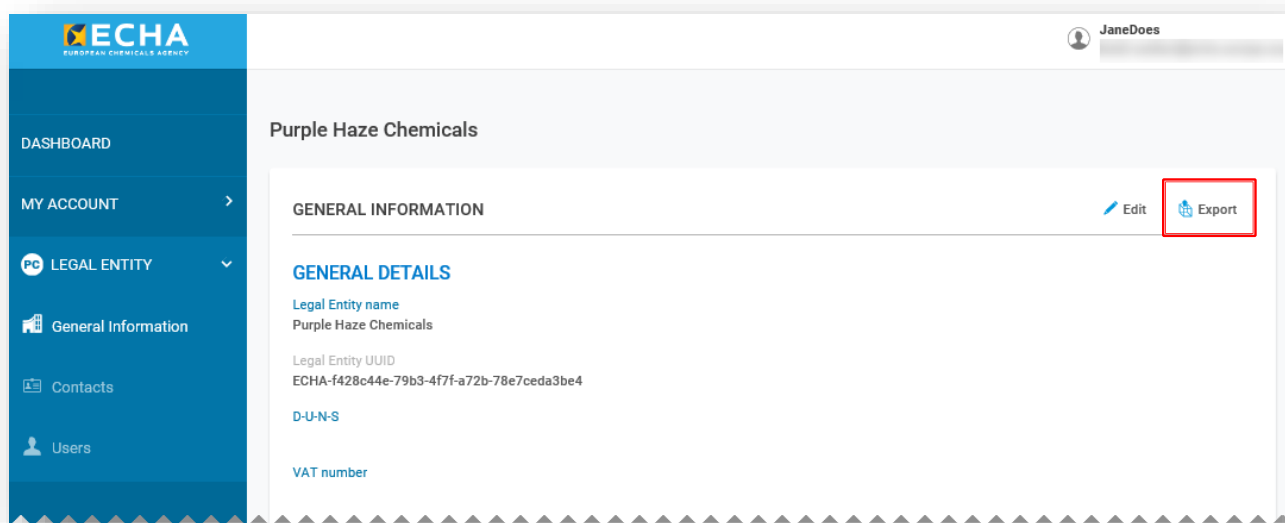 ECHA
EUROPEAN CHEMICALS AGENCY
JaneDoes
DASHBOARD
MY ACCOUNT
PC LEGAL ENTITY
General Information
Contacts
Users
Purple Haze Chemicals
GENERAL INFORMATION
Edit
Export
GENERAL DETAILS
Legal Entity name
Purple Haze Chemicals
Legal Entity UUID
ECHA-f428c44e-79b3-4f7f-a72b-78e7ceda3be4
D-U-N-S
VAT number